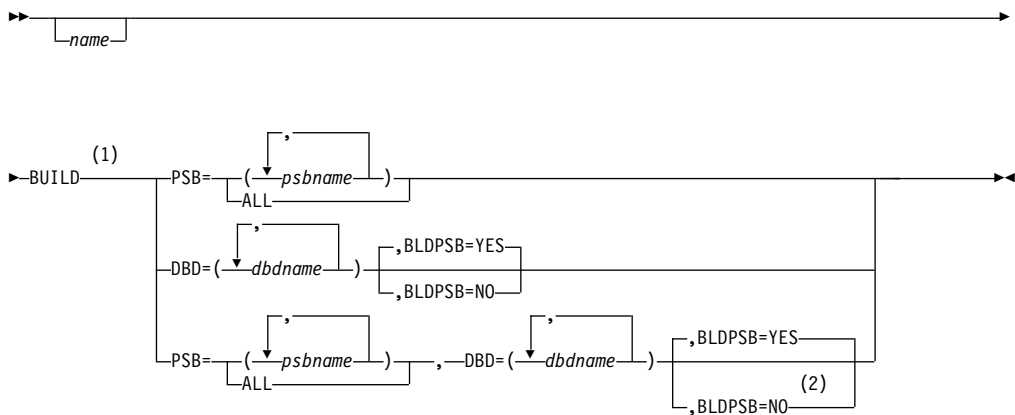 name
(1)
BUILD
,
PSB= ( psbname )
ALL
,
DBD=( dbdname )
,BLDPSB=YES
,BLDPSB=NO
, ,
PSB= ( psbname ) , DBD=( dbdname )
ALL
,BLDPSB=YES
(2)
,BLDPSB=NO